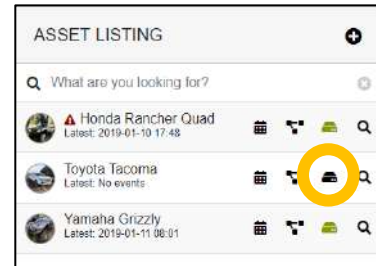 ASSET LISTING
What are you looking for?
Honda Rancher Quad
Latest: 2019-01-10 17:48
Toyota Tacoma
Latest: No events
Yamaha Grizzly
Latest: 2019-01-11 08:01